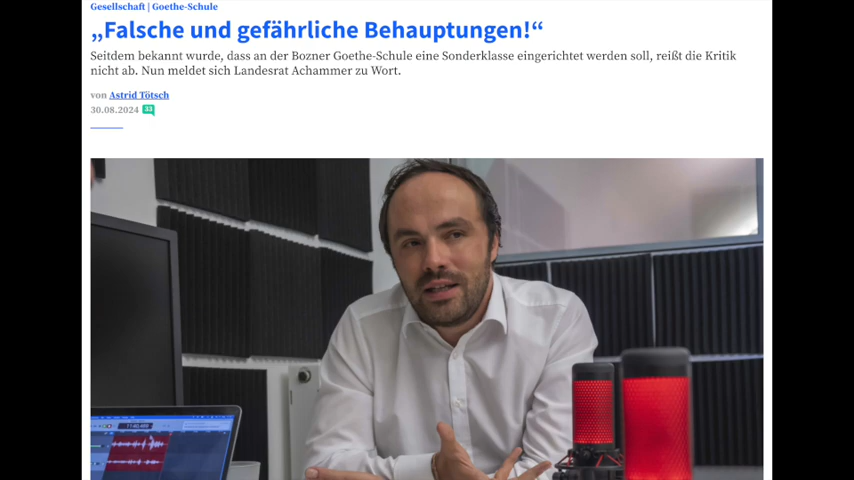 Gesellschaft | Goethe-Schule
„Falsche und gefährliche Behauptungen!“
Seitdem bekannt wurde, dass an der Bozner Goethe-Schule eine Sonderklasse eingerichtet werden soll, reißt die Kritik
nicht ab. Nun meldet sich Landesrat Achammer zu Wort.
von Astrid Tötsch
30.08.2024 33